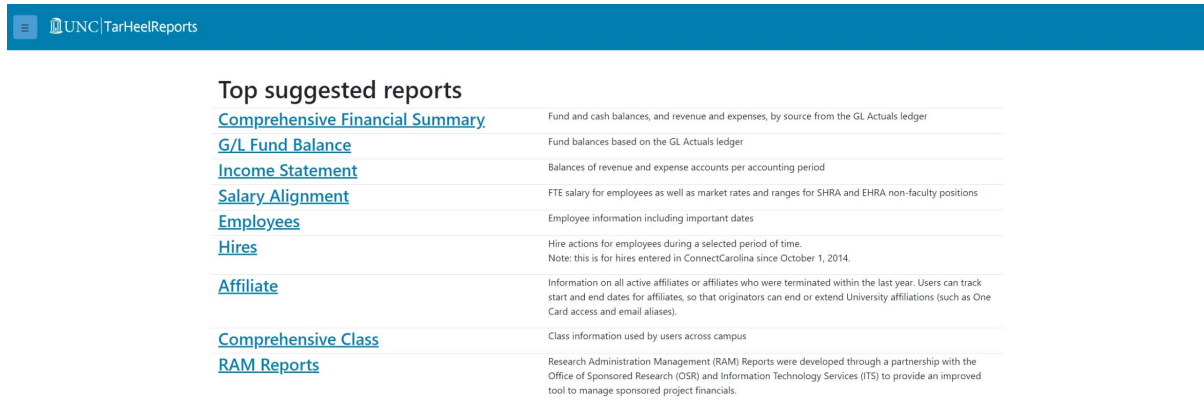 UNC TarHeelReports
Top suggested reports
Comprehensive Financial Summary
Fund and cash balances, and revenue and expenses, by source from the GL Actuals ledger
G/L Fund Balance
Fund balances based on the GL Actuals ledger
Income Statement
Balances of revenue and expense accounts per accounting period
Salary Alignment
FTE salary for employees as well as market rates and ranges for SHRA and EHRA non-faculty positions
Employees
Employee information including important dates
Hires
Hire actions for employees during a selected period of time.
Note: this is for hires entered in ConnectCarolina since October 1, 2014.
Affiliate
Information on all active affiliates or affiliates who were terminated within the last year. Users can track
start and end dates for affiliates, so that originators can end or extend University affiliations (such as One
Card access and email aliases).
Comprehensive Class
Class information used by users across campus
RAM Reports
Research Administration Management (RAM) Reports were developed through a partnership with the
Office of Sponsored Research (OSR) and Information Technology Services (ITS) to provide an improved
tool to manage sponsored project financials.